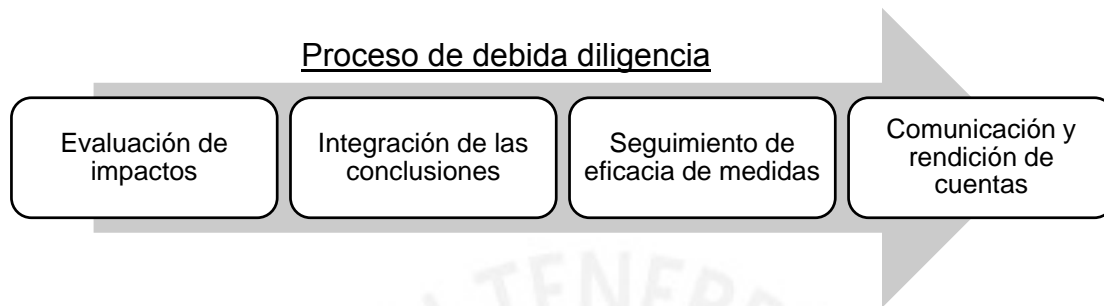 Proceso de debida diligencia
Evaluación de
impactos
Integración de las
conclusiones
Seguimiento de
eficacia de medidas
Comunicación y
rendición de
cuentas